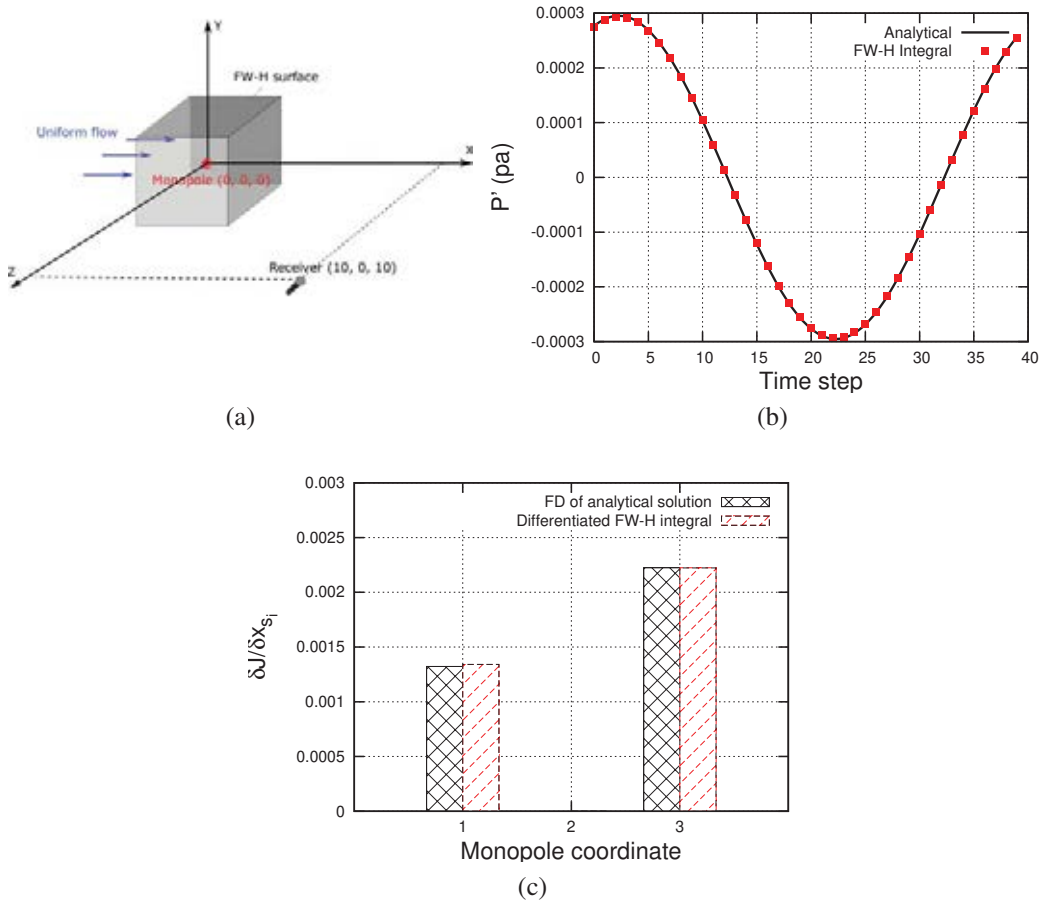 Y
FW-H surface
Uniform flow
X
Monopole (0, 0, 0)
Z
Receiver (10, 0, 10)
(a)
0.0003
0.0002
0.0001
0
-0.0001
-0.0002
-0.0003
P' (pa)
Analytical
FW-H Integral
0 5 10 15 20 25 30 35 40
Time step
(b)
0.003
0.0025
0.002
0.0015
0.001
0.0005
0
δJ/δx_{s_i}
FD of analytical solution
Differentiated FW-H integral
1 2 3
Monopole coordinate
(c)